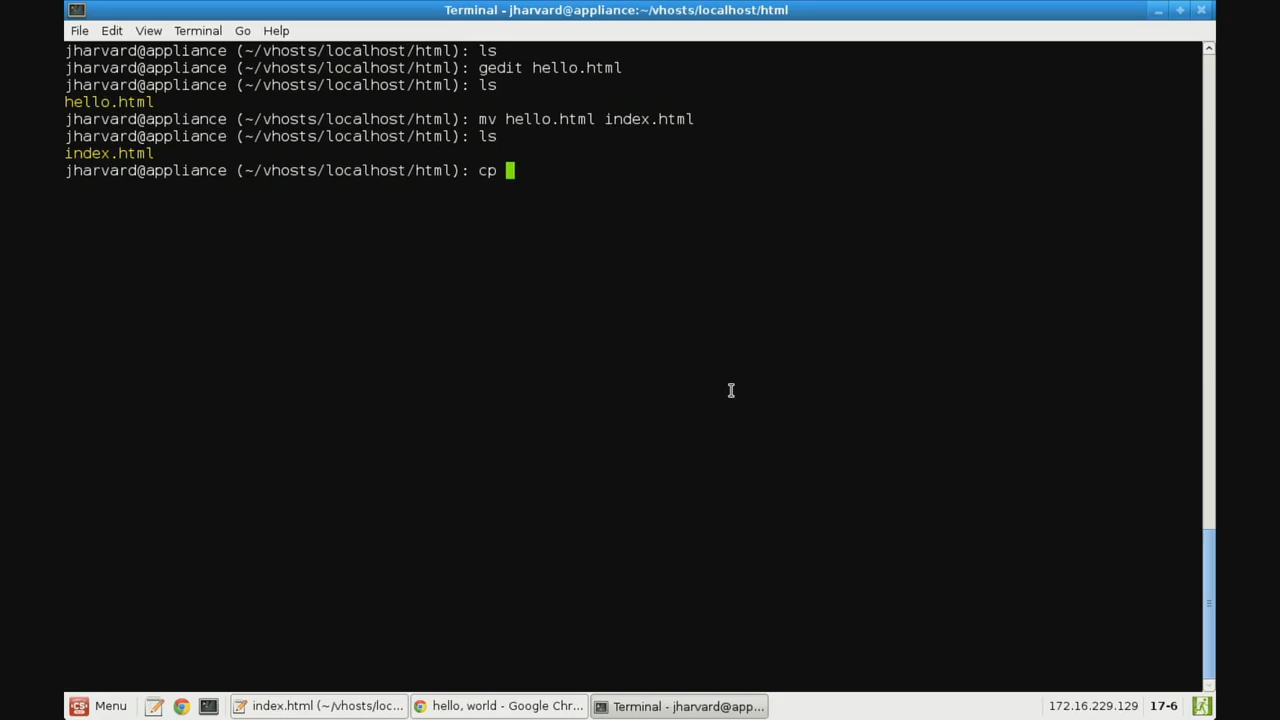 Terminal - jharvard@appliance:~/vhosts/localhost/html
File Edit View Terminal Go Help
jharvard@appliance (~/vhosts/localhost/html): ls
jharvard@appliance (~/vhosts/localhost/html): gedit hello.html
jharvard@appliance (~/vhosts/localhost/html): ls
hello.html
jharvard@appliance (~/vhosts/localhost/html): mv hello.html index.html
jharvard@appliance (~/vhosts/localhost/html): ls
index.html
jharvard@appliance (~/vhosts/localhost/html): cp
CS Menu index.html (~/vhosts/loc... hello, world - Google Chr... Terminal - jharvard@app... 172.16.229.129 17-6